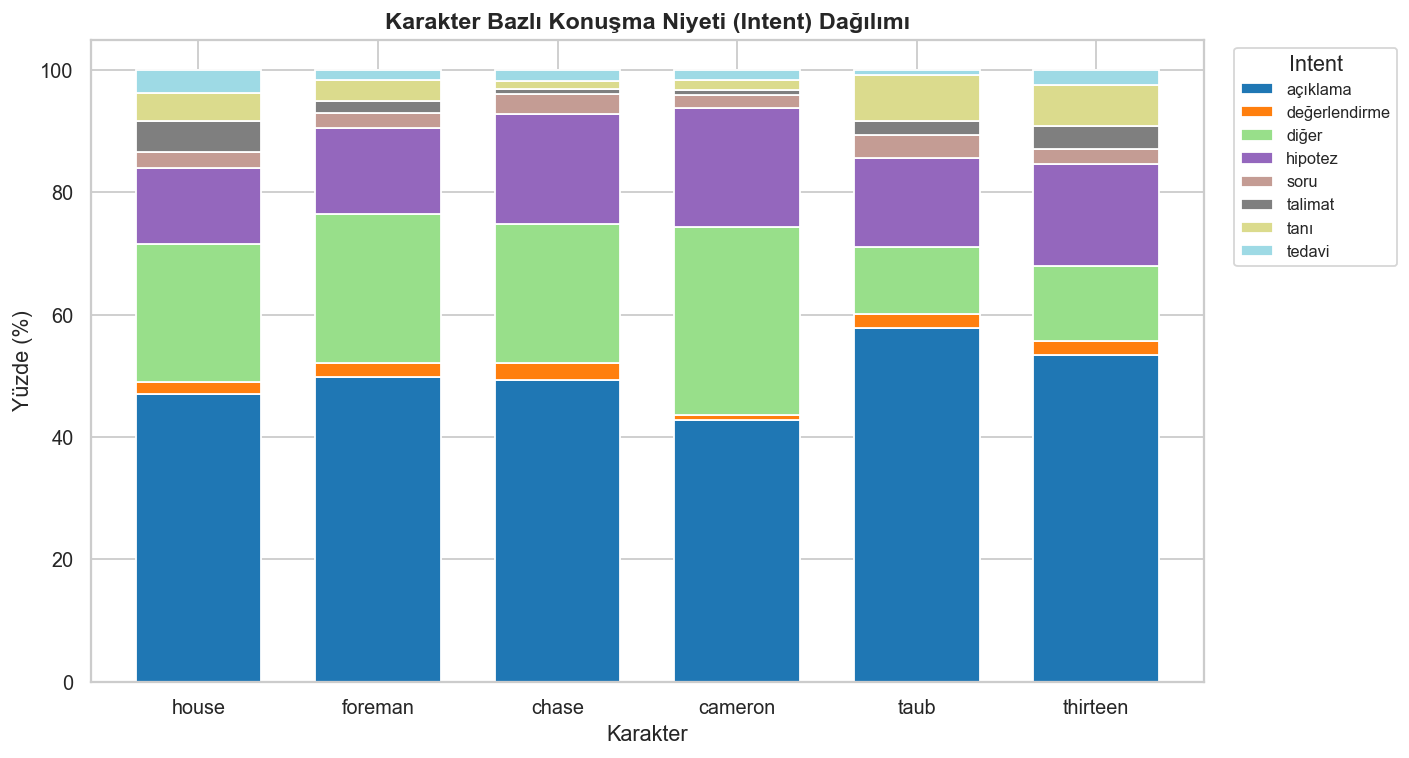 Karakter Bazlı Konuşma Niyeti (Intent) Dağılımı
Yüzde (%)
100
80
60
40
20
0
house
foreman
chase
cameron
taub
thirteen
Karakter
Intent
açıklama
değerlendirme
diğer
hipotez
soru
talimat
tanı
tedavi